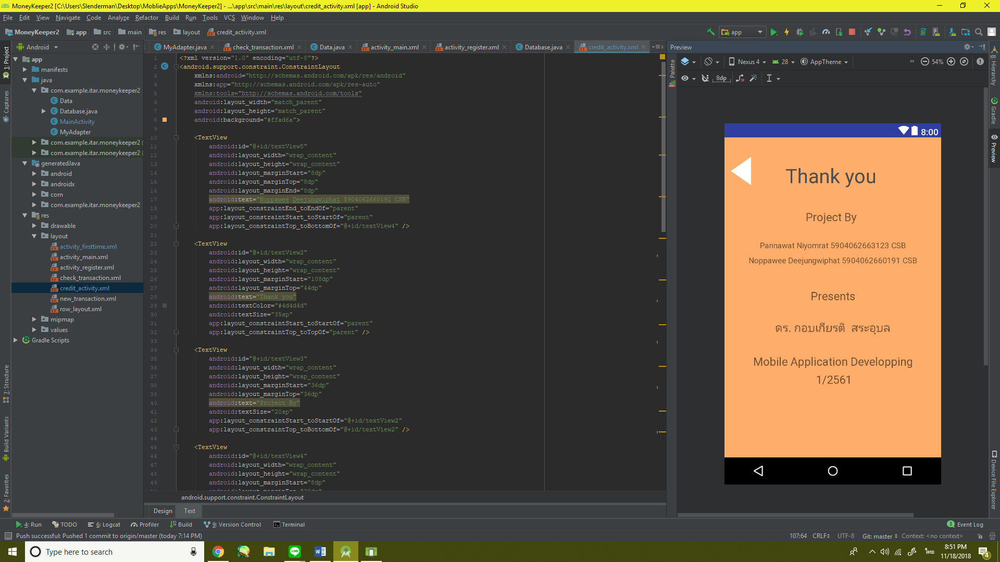 MoneyKeeper2 [C:\Users\Slenderman\Desktop\MoblieApps\MoneyKeeper2] - ...\app\src\main\res\layout\credit_activity.xml [app] - Android Studio
File Edit View Navigate Code Analyze Refactor Build Run Tools VCS Window Help
MoneyKeeper2 app src main res layout credit_activity.xml
app
Android
MyAdapter.java check_transaction.xml Data.java activity_main.xml activity_register.xml Database.java credit_activity.xml
Preview
1: Project
Captures
7: Structure
Build Variants
2: Favorites
app
manifests
java
com.example.itar.moneykeeper2
Data
Database.java
MainActivity
MyAdapter
com.example.itar.moneykeeper2 (
com.example.itar.moneykeeper2 (
generatedJava
android
androidx
com
com.example.itar.moneykeeper2
res
drawable
layout
activity_firsttime.xml
activity_main.xml
activity_register.xml
check_transaction.xml
credit_activity.xml
new_transaction.xml
row_layout.xml
mipmap
values
Gradle Scripts
1 <?xml version="1.0" encoding="utf-8"?>
2 <android.support.constraint.ConstraintLayout
3 xmlns:android="http://schemas.android.com/apk/res/android"
4 xmlns:app="http://schemas.android.com/apk/res-auto"
5 xmlns:tools="http://schemas.android.com/tools"
6 android:layout_width="match_parent"
7 android:layout_height="match_parent"
8 android:background="#ffad6a">
9
10 <TextView
11 android:id="@+id/textView5"
12 android:layout_width="wrap_content"
13 android:layout_height="wrap_content"
14 android:layout_marginStart="8dp"
15 android:layout_marginTop="8dp"
16 android:layout_marginEnd="8dp"
17 android:text="Noppawee Deejungwiphat 5904062660191 CSB"
18 app:layout_constraintEnd_toEndOf="parent"
19 app:layout_constraintStart_toStartOf="parent"
20 app:layout_constraintTop_toBottomOf="@+id/textView4" />
21
22 <TextView
23 android:id="@+id/textView2"
24 android:layout_width="wrap_content"
25 android:layout_height="wrap_content"
26 android:layout_marginStart="108dp"
27 android:layout_marginTop="44dp"
28 android:text="Thank you"
29 android:textColor="#4d4d4d"
30 android:textSize="35sp"
31 app:layout_constraintStart_toStartOf="parent"
32 app:layout_constraintTop_toTopOf="parent" />
33
34 <TextView
35 android:id="@+id/textView3"
36 android:layout_width="wrap_content"
37 android:layout_height="wrap_content"
38 android:layout_marginStart="36dp"
39 android:layout_marginTop="36dp"
40 android:text="Project By"
41 android:textSize="20sp"
42 app:layout_constraintStart_toStartOf="@+id/textView2"
43 app:layout_constraintTop_toBottomOf="@+id/textView2" />
44
45 <TextView
46 android:id="@+id/textView4"
47 android:layout_width="wrap_content"
48 android:layout_height="wrap_content"
49 android:layout_marginStart="8dp"
android.support.constraint.ConstraintLayout
Design Text
Palette
Nexus 4 28 AppTheme 54%
8dp
8:00
Thank you
Project By
Pannawat Niyomrat 5904062663123 CSB
Noppawee Deejungwiphat 5904062660191 CSB
Presents
ดร. กอบเกียรติ สระอุบล
Mobile Application Developping
1/2561
8: Hierarchy
Gradle
Preview
Device File Explorer
4: Run TODO 6: Logcat Profiler Build 9: Version Control Terminal 3 Event Log
Push successful: Pushed 1 commit to origin/master (today 7:14 PM) 107:64 CRLF UTF-8 Git: master Context: <no context>
Type here to search
LINE
ไทย
8:51 PM
11/18/2018
4